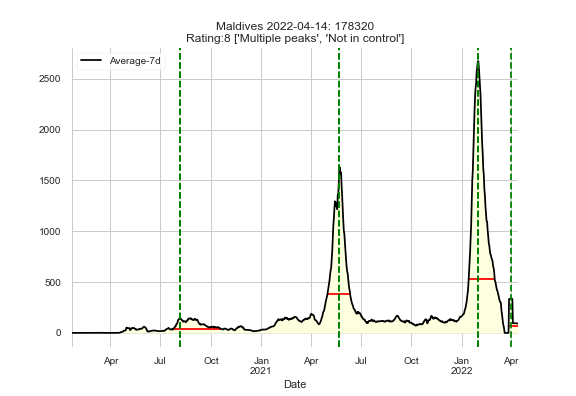 Maldives 2022-04-14: 178320
Rating:8 ['Multiple peaks', 'Not in control']
Average-7d
2500
2000
1500
1000
500
0
Apr Jul Oct Jan Apr Jul Oct Jan Apr
2021 2022
Date